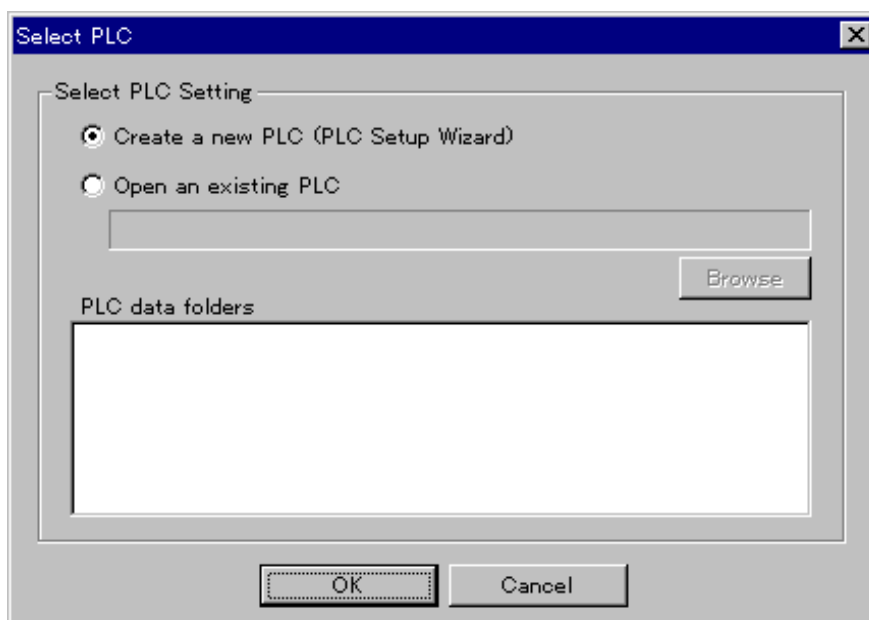 Select PLC
Select PLC Setting
Create a new PLC (PLC Setup Wizard)
Open an existing PLC
Browse
PLC data folders
OK
Cancel